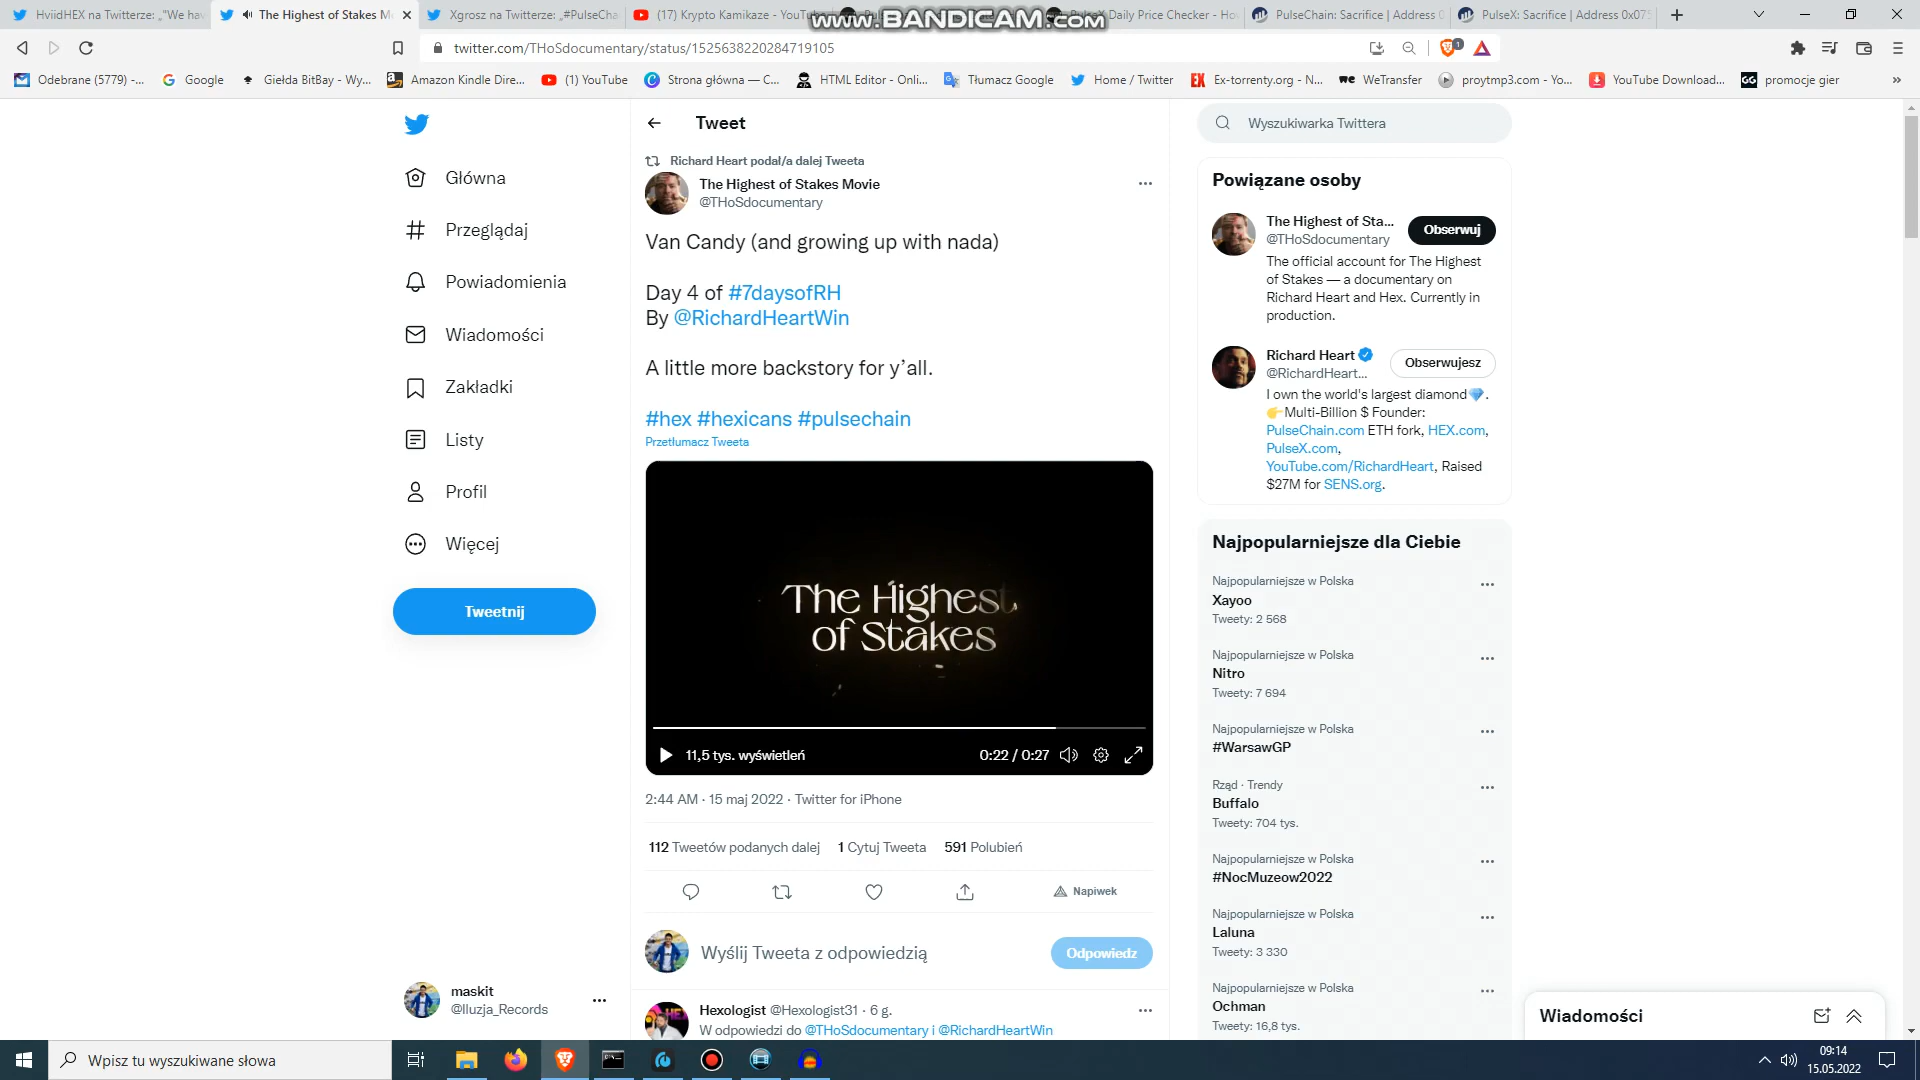 HviidHEX na Twitterze: „"We hav
The Highest of Stakes M
Xgrosz na Twitterze: „#PulseCha
(17) Krypto Kamikaze - YouTube
PulseX Daily Price Checker - Ho
PulseChain: Sacrifice | Address 0
PulseX: Sacrifice | Address 0x075
www.BANDICAM.com
twitter.com/THoSdocumentary/status/1525638220284719105
1
Odebrane (5779) -...
Google
Giełda BitBay - Wy...
Amazon Kindle Dire...
(1) YouTube
Strona główna — C...
HTML Editor - Onli...
Tłumacz Google
Home / Twitter
Ex-torrenty.org - N...
WeTransfer
proytmp3.com - Yo...
YouTube Download...
promocje gier
Główna
Przeglądaj
Powiadomienia
Wiadomości
Zakładki
Listy
Profil
Więcej
Tweetnij
maskit
@Iluzja_Records
Tweet
Richard Heart podał/a dalej Tweeta
The Highest of Stakes Movie
@THoSdocumentary
Van Candy (and growing up with nada)
Day 4 of #7daysofRH
By @RichardHeartWin
A little more backstory for y’all.
#hex #hexicans #pulsechain
Przetłumacz Tweeta
The Highest
of Stakes
11,5 tys. wyświetleń
0:22 / 0:27
2:44 AM · 15 maj 2022 · Twitter for iPhone
112 Tweetów podanych dalej 1 Cytuj Tweeta 591 Polubień
Napiwek
Wyślij Tweeta z odpowiedzią
Odpowiedz
Hexologist @Hexologist31 · 6 g.
W odpowiedzi do @THoSdocumentary i @RichardHeartWin
Wyszukiwarka Twittera
Powiązane osoby
The Highest of Sta...
@THoSdocumentary
Obserwuj
The official account for The Highest
of Stakes — a documentary on
Richard Heart and Hex. Currently in
production.
Richard Heart
@RichardHeart...
Obserwujesz
I own the world's largest diamond💎.
👉Multi-Billion $ Founder:
PulseChain.com ETH fork, HEX.com,
PulseX.com,
YouTube.com/RichardHeart, Raised
$27M for SENS.org.
Najpopularniejsze dla Ciebie
Najpopularniejsze w Polska
Xayoo
Tweety: 2 568
Najpopularniejsze w Polska
Nitro
Tweety: 7 694
Najpopularniejsze w Polska
#WarsawGP
Rząd · Trendy
Buffalo
Tweety: 704 tys.
Najpopularniejsze w Polska
#NocMuzeow2022
Najpopularniejsze w Polska
Laluna
Tweety: 3 330
Najpopularniejsze w Polska
Ochman
Tweety: 16,8 tys.
Wiadomości
Wpisz tu wyszukiwane słowa
09:14
15.05.2022